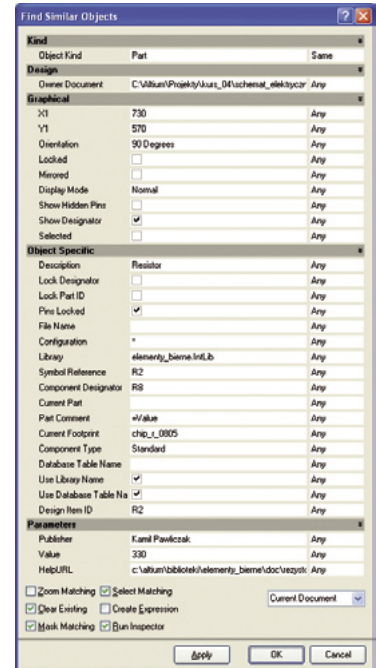 Find Similar Objects
Kind
Object Kind Part Same
Design
Owner Document C:\Altium\Projekty\kurs_04\schemat_elektryczr Any
Graphical
X1 730 Any
Y1 570 Any
Orientation 90 Degrees Any
Locked Any
Mirrored Any
Display Mode Normal Any
Show Hidden Pins Any
Show Designator Any
Selected Any
Object Specific
Description Resistor Any
Lock Designator Any
Lock Part ID Any
Pins Locked Any
File Name Any
Configuration * Any
Library elementy_bierne.IntLib Any
Symbol Reference R2 Any
Component Designator R8 Any
Current Part Any
Part Comment =Value Any
Current Footprint chip_r_0805 Any
Component Type Standard Any
Database Table Name Any
Use Library Name Any
Use Database Table Na Any
Design Item ID R2 Any
Parameters
Publisher Kamil Pawliczak Any
Value 330 Any
HelpURL c:\altium\biblioteki\elementy_bierne\doc\rezystc Any
Zoom Matching Select Matching
Current Document
Clear Existing Create Expression
Mask Matching Run Inspector
Apply OK Cancel